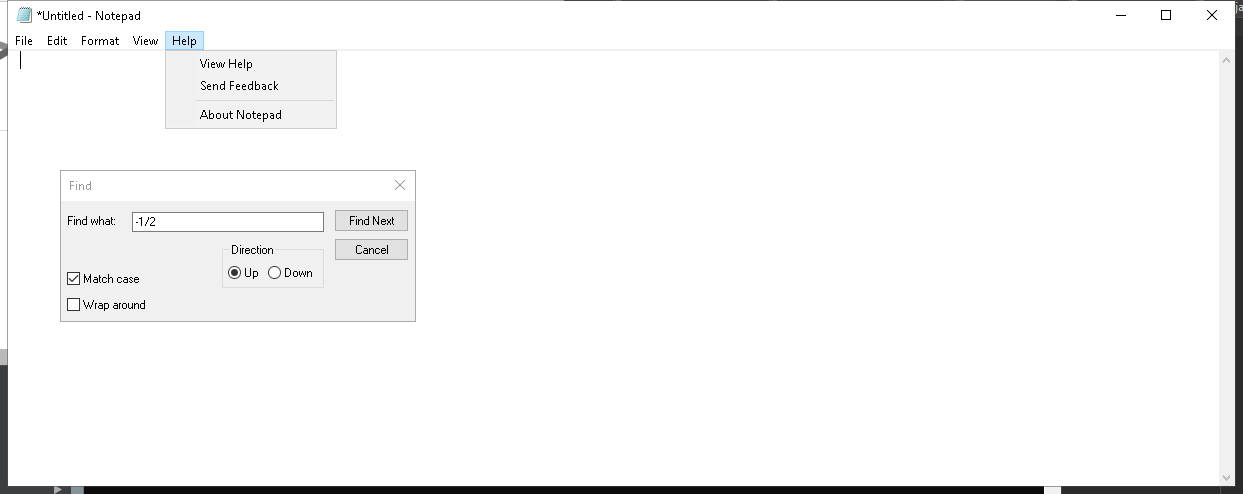 *Untitled - Notepad
File Edit Format View Help
View Help
Send Feedback
About Notepad
Find
Find what: -1/2 Find Next
Direction Cancel
Up Down
Match case
Wrap around